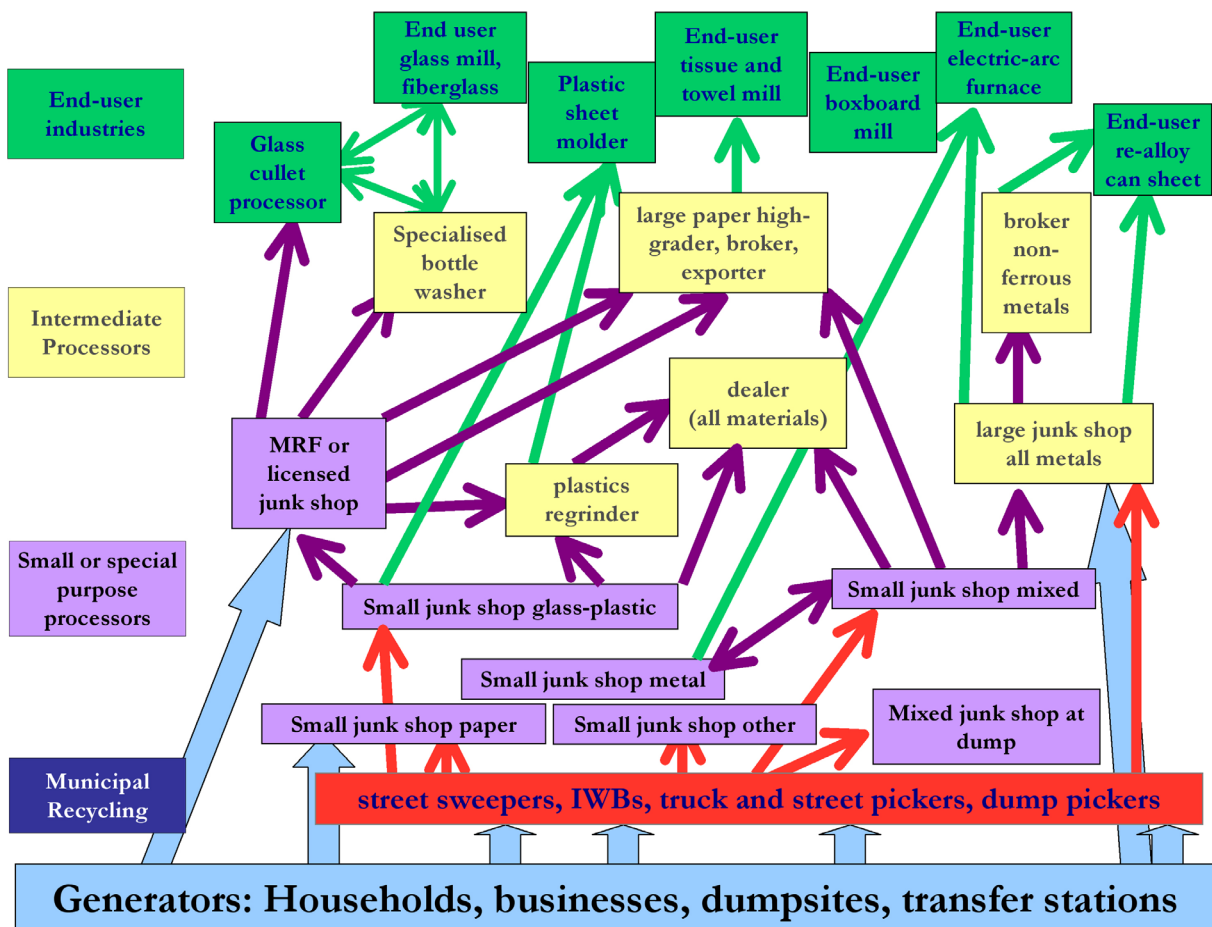 End user
glass mill,
fiberglass
End-user
tissue and
towel mill
End-user
electric-arc
furnace
End-user
industries
Plastic
sheet
molder
End-user
boxboard
mill
Glass
cullet
processor
End-user
re-alloy
can sheet
Specialised
bottle
washer
large paper high-
grader, broker,
exporter
broker
non-
ferrous
metals
Intermediate
Processors
dealer
(all materials)
large junk shop
all metals
MRF or
licensed
junk shop
plastics
regrinder
Small or special
purpose
processors
Small junk shop glass-plastic
Small junk shop mixed
Small junk shop metal
Small junk shop paper
Small junk shop other
Mixed junk shop at
dump
Municipal
Recycling
street sweepers, IWBs, truck and street pickers, dump pickers
Generators: Households, businesses, dumpsites, transfer stations